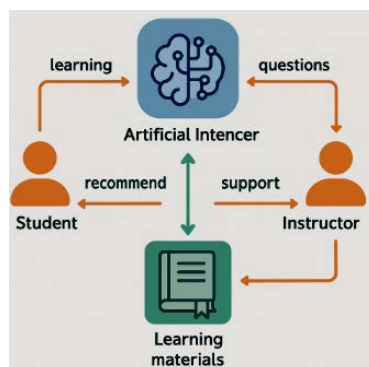 learning
questions
Artificial Intencer
recommend
support
Student
Instructor
Learning
materials